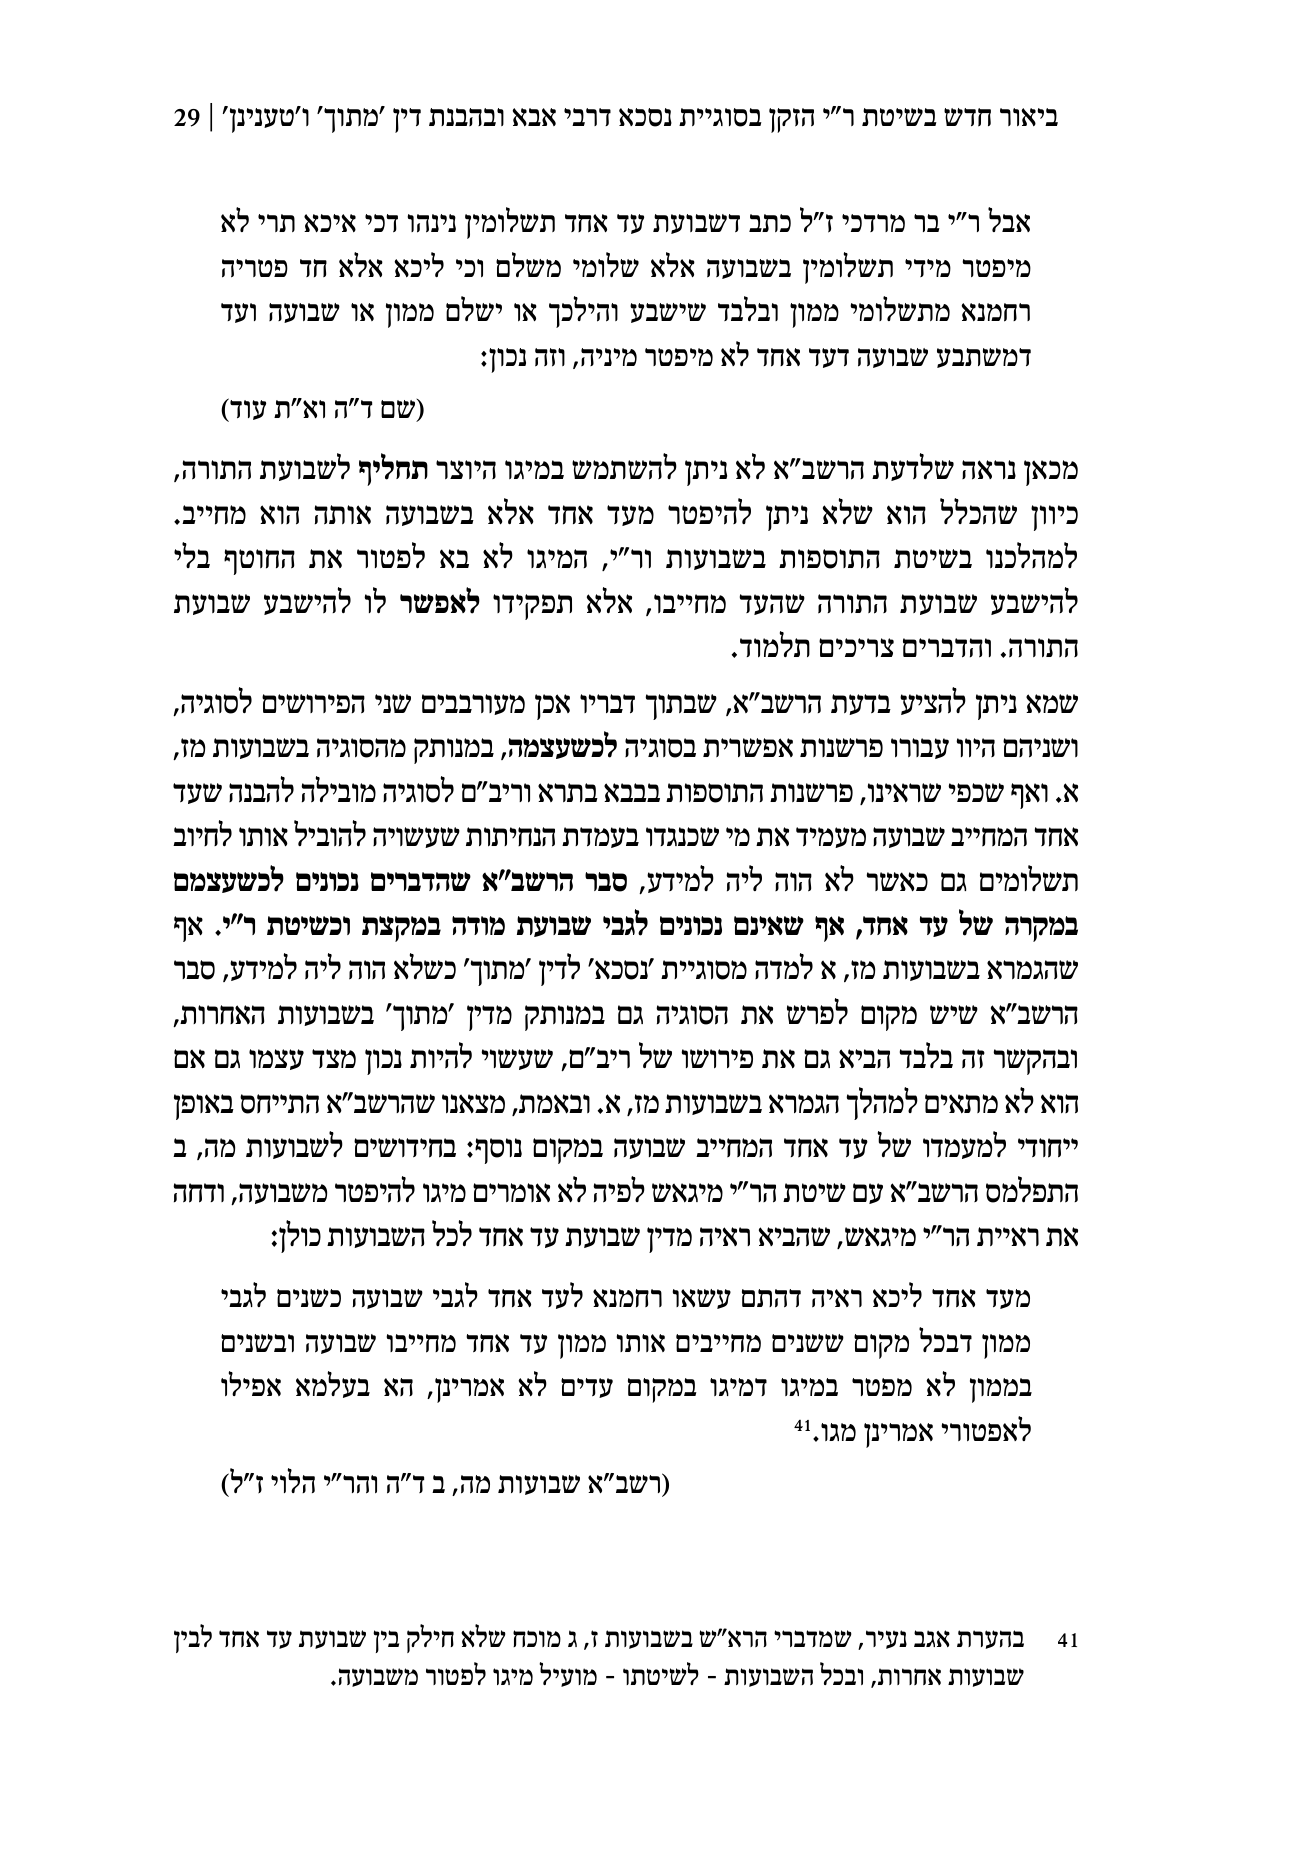 ביאור חדש בשיטת ר"י הזקן בסוגיית נסכא דרבי אבא ובהבנת דין 'מתוך' ו'טענינן' | 29
אבל ר"י בר מרדכי ז"ל כתב דשבועת עד אחד תשלומין נינהו דכי איכא תרי לא
מיפטר מידי תשלומין בשבועה אלא שלומי משלם וכי ליכא אלא חד פטריה
רחמנא מתשלומי ממון ובלבד שישבע והילכך או ישלם ממון או שבועה ועד
דמשתבע שבועה דעד אחד לא מיפטר מיניה, וזה נכון:
(שם ד"ה וא"ת עוד)
מכאן נראה שלדעת הרשב"א לא ניתן להשתמש במיגו היוצר תחליף לשבועת התורה,
כיוון שהכלל הוא שלא ניתן להיפטר מעד אחד אלא בשבועה אותה הוא מחייב.
למהלכנו בשיטת התוספות בשבועות ור"י, המיגו לא בא לפטור את החוטף בלי
להישבע שבועת התורה שהעד מחייבו, אלא תפקידו לאפשר לו להישבע שבועת
התורה. והדברים צריכים תלמוד.
שמא ניתן להציע בדעת הרשב"א, שבתוך דבריו אכן מעורבבים שני הפירושים לסוגיה,
ושניהם היוו עבורו פרשנות אפשרית בסוגיה לכשעצמה, במנותק מהסוגיה בשבועות מז,
א. ואף שכפי שראינו, פרשנות התוספות בבבא בתרא וריב"ם לסוגיה מובילה להבנה שעד
אחד המחייב שבועה מעמיד את מי שכנגדו בעמדת הנחיתות שעשויה להוביל אותו לחיוב
תשלומים גם כאשר לא הוה ליה למידע, סבר הרשב"א שהדברים נכונים לכשעצמם
במקרה של עד אחד, אף שאינם נכונים לגבי שבועת מודה במקצת וכשיטת ר"י. אף
שהגמרא בשבועות מז, א למדה מסוגיית 'נסכא' לדין 'מתוך' כשלא הוה ליה למידע, סבר
הרשב"א שיש מקום לפרש את הסוגיה גם במנותק מדין 'מתוך' בשבועות האחרות,
ובהקשר זה בלבד הביא גם את פירושו של ריב"ם, שעשוי להיות נכון מצד עצמו גם אם
הוא לא מתאים למהלך הגמרא בשבועות מז, א. ובאמת, מצאנו שהרשב"א התייחס באופן
ייחודי למעמדו של עד אחד המחייב שבועה במקום נוסף: בחידושים לשבועות מה, ב
התפלמס הרשב"א עם שיטת הר"י מיגאש לפיה לא אומרים מיגו להיפטר משבועה, ודחה
את ראיית הר"י מיגאש, שהביא ראיה מדין שבועת עד אחד לכל השבועות כולן:
מעד אחד ליכא ראיה דהתם עשאו רחמנא לעד אחד לגבי שבועה כשנים לגבי
ממון דבכל מקום ששנים מחייבים אותו ממון עד אחד מחייבו שבועה ובשנים
בממון לא מפטר במיגו דמיגו במקום עדים לא אמרינן, הא בעלמא אפילו
לאפטורי אמרינן מגו.41
(רשב"א שבועות מה, ב ד"ה והר"י הלוי ז"ל)
41 בהערת אגב נעיר, שמדברי הרא"ש בשבועות ז, ג מוכח שלא חילק בין שבועת עד אחד לבין
שבועות אחרות, ובכל השבועות - לשיטתו - מועיל מיגו לפטור משבועה.